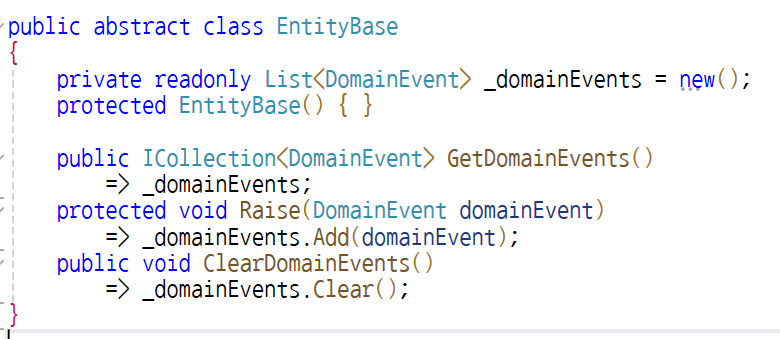 public abstract class EntityBase
{
    private readonly List<DomainEvent> _domainEvents = new();
    protected EntityBase() { }

    public ICollection<DomainEvent> GetDomainEvents()
        => _domainEvents;
    protected void Raise(DomainEvent domainEvent)
        => _domainEvents.Add(domainEvent);
    public void ClearDomainEvents()
        => _domainEvents.Clear();
}